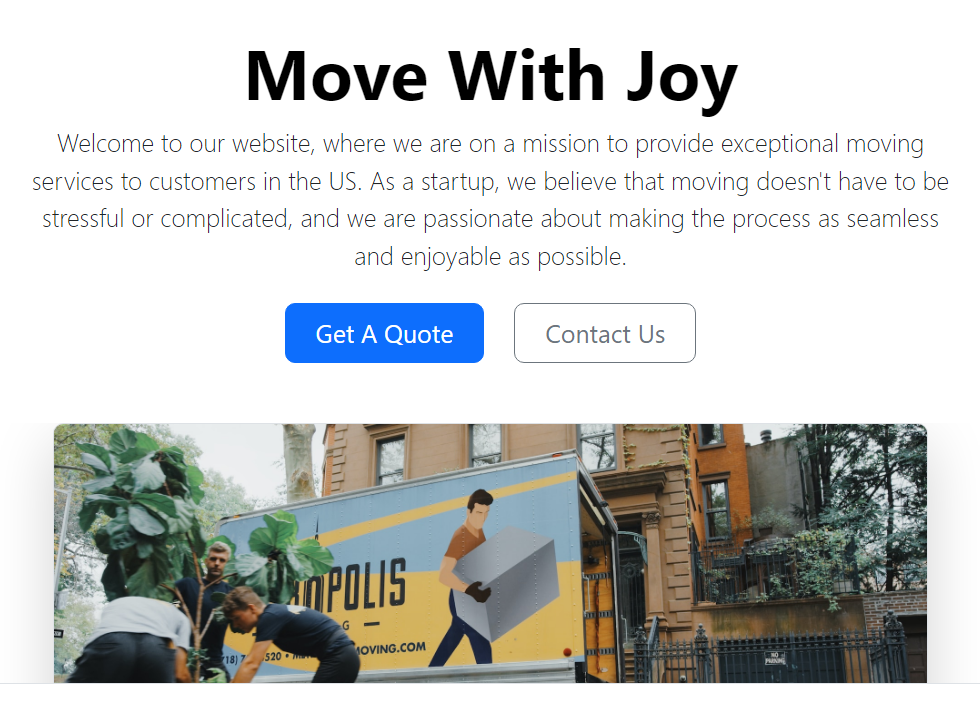 Move With Joy
Welcome to our website, where we are on a mission to provide exceptional moving
services to customers in the US. As a startup, we believe that moving doesn't have to be
stressful or complicated, and we are passionate about making the process as seamless
and enjoyable as possible.
Get A Quote Contact Us
MOVING.COM
NO
PARKING